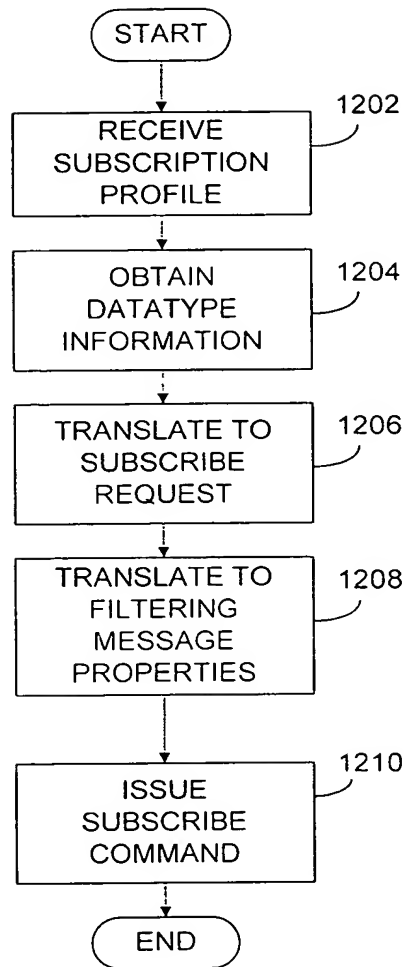 START
1202
RECEIVE
SUBSCRIPTION
PROFILE
1204
OBTAIN
DATATYPE
INFORMATION
1206
TRANSLATE TO
SUBSCRIBE
REQUEST
1208
TRANSLATE TO
FILTERING
MESSAGE
PROPERTIES
1210
ISSUE
SUBSCRIBE
COMMAND
END